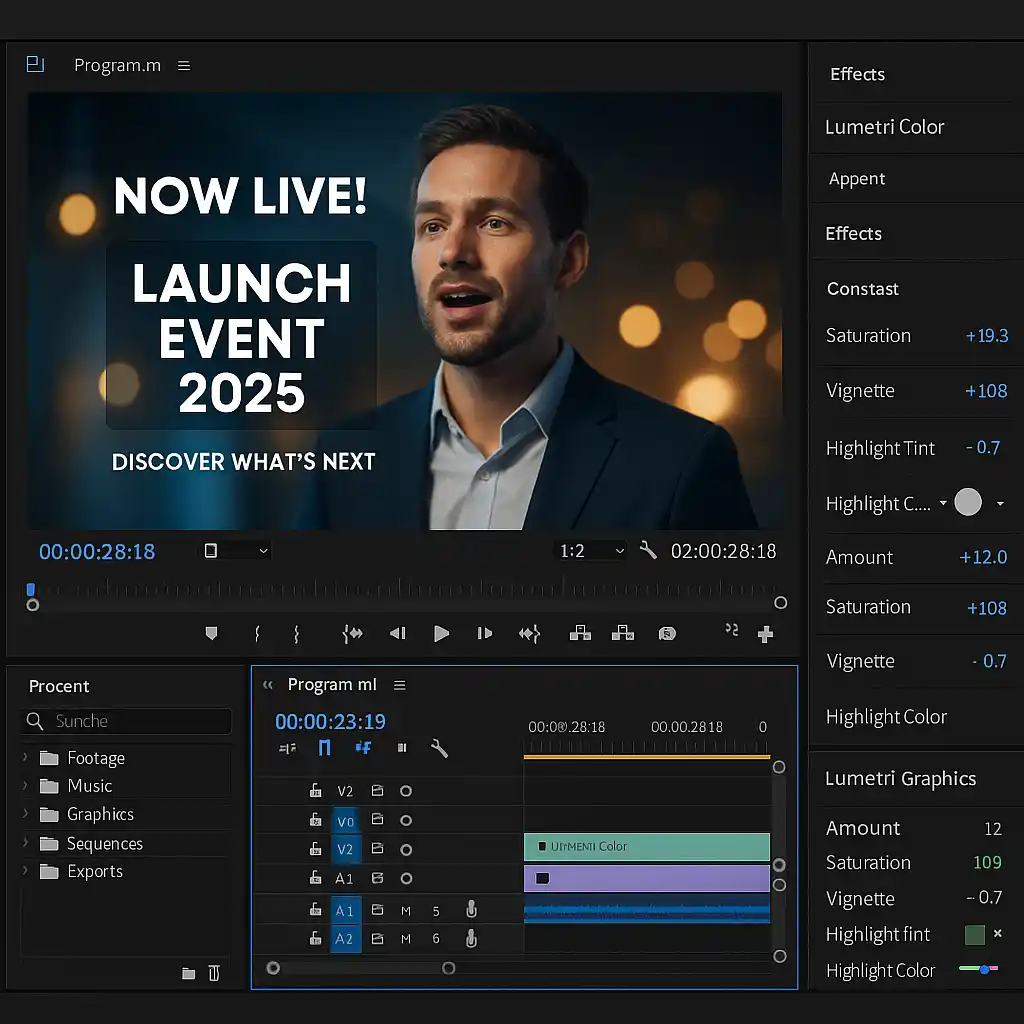 Program.m
NOW LIVE!
LAUNCH
EVENT
2025
DISCOVER WHAT'S NEXT
00:00:28:18
1:2
02:00:28:18
Effects
Lumetri Color
Appent
Effects
Constast
Saturation +19.3
Vignette +108
Highlight Tint - 0.7
Highlight C....
Amount +12.0
Saturation +108
Vignette - 0.7
Highlight Color
Lumetri Graphics
Amount 12
Saturation 109
Vignette -- 0.7
Highlight fint
Highlight Color
Procent
Sunche
Footage
Music
Graphics
Sequences
Exports
Program ml
00:00:23:19
.28:18 00.00.28 18 0
V2
V0
V2
Color
A1
A1 M 5
A2 M 6